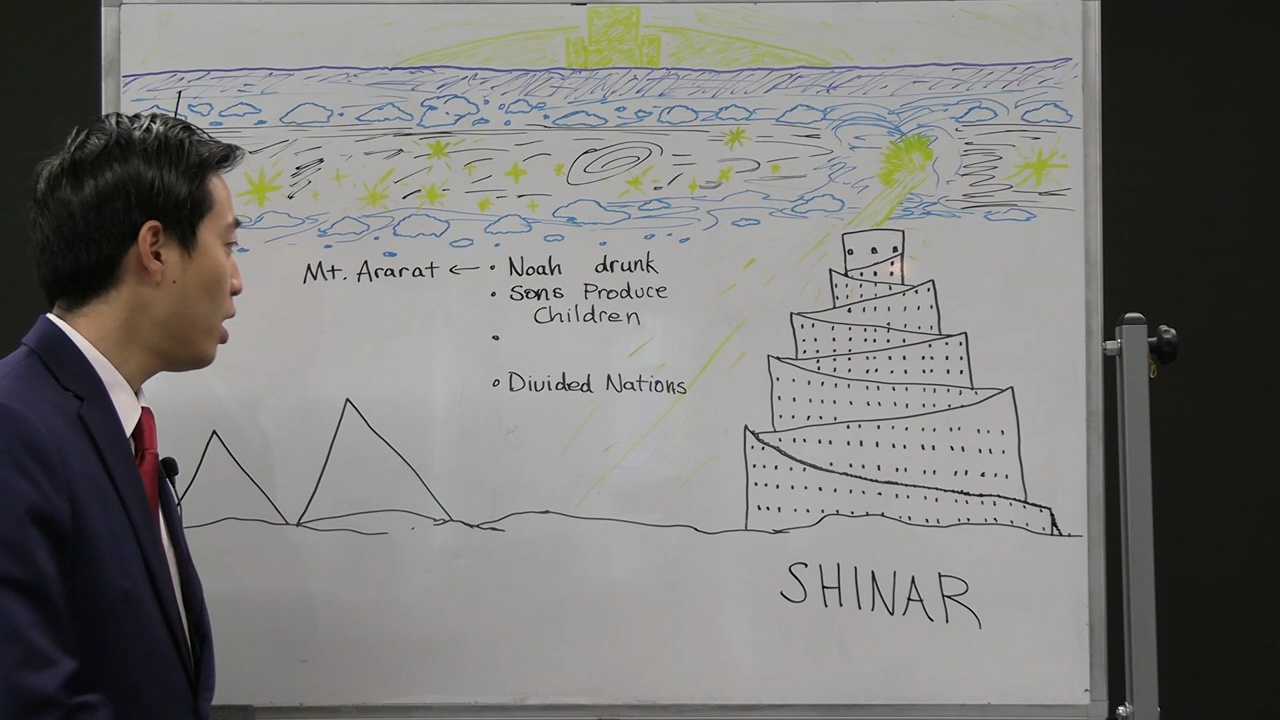 Mt. Ararat ← • Noah drunk
• Sons Produce
Children
•
• Divided Nations
SHINAR